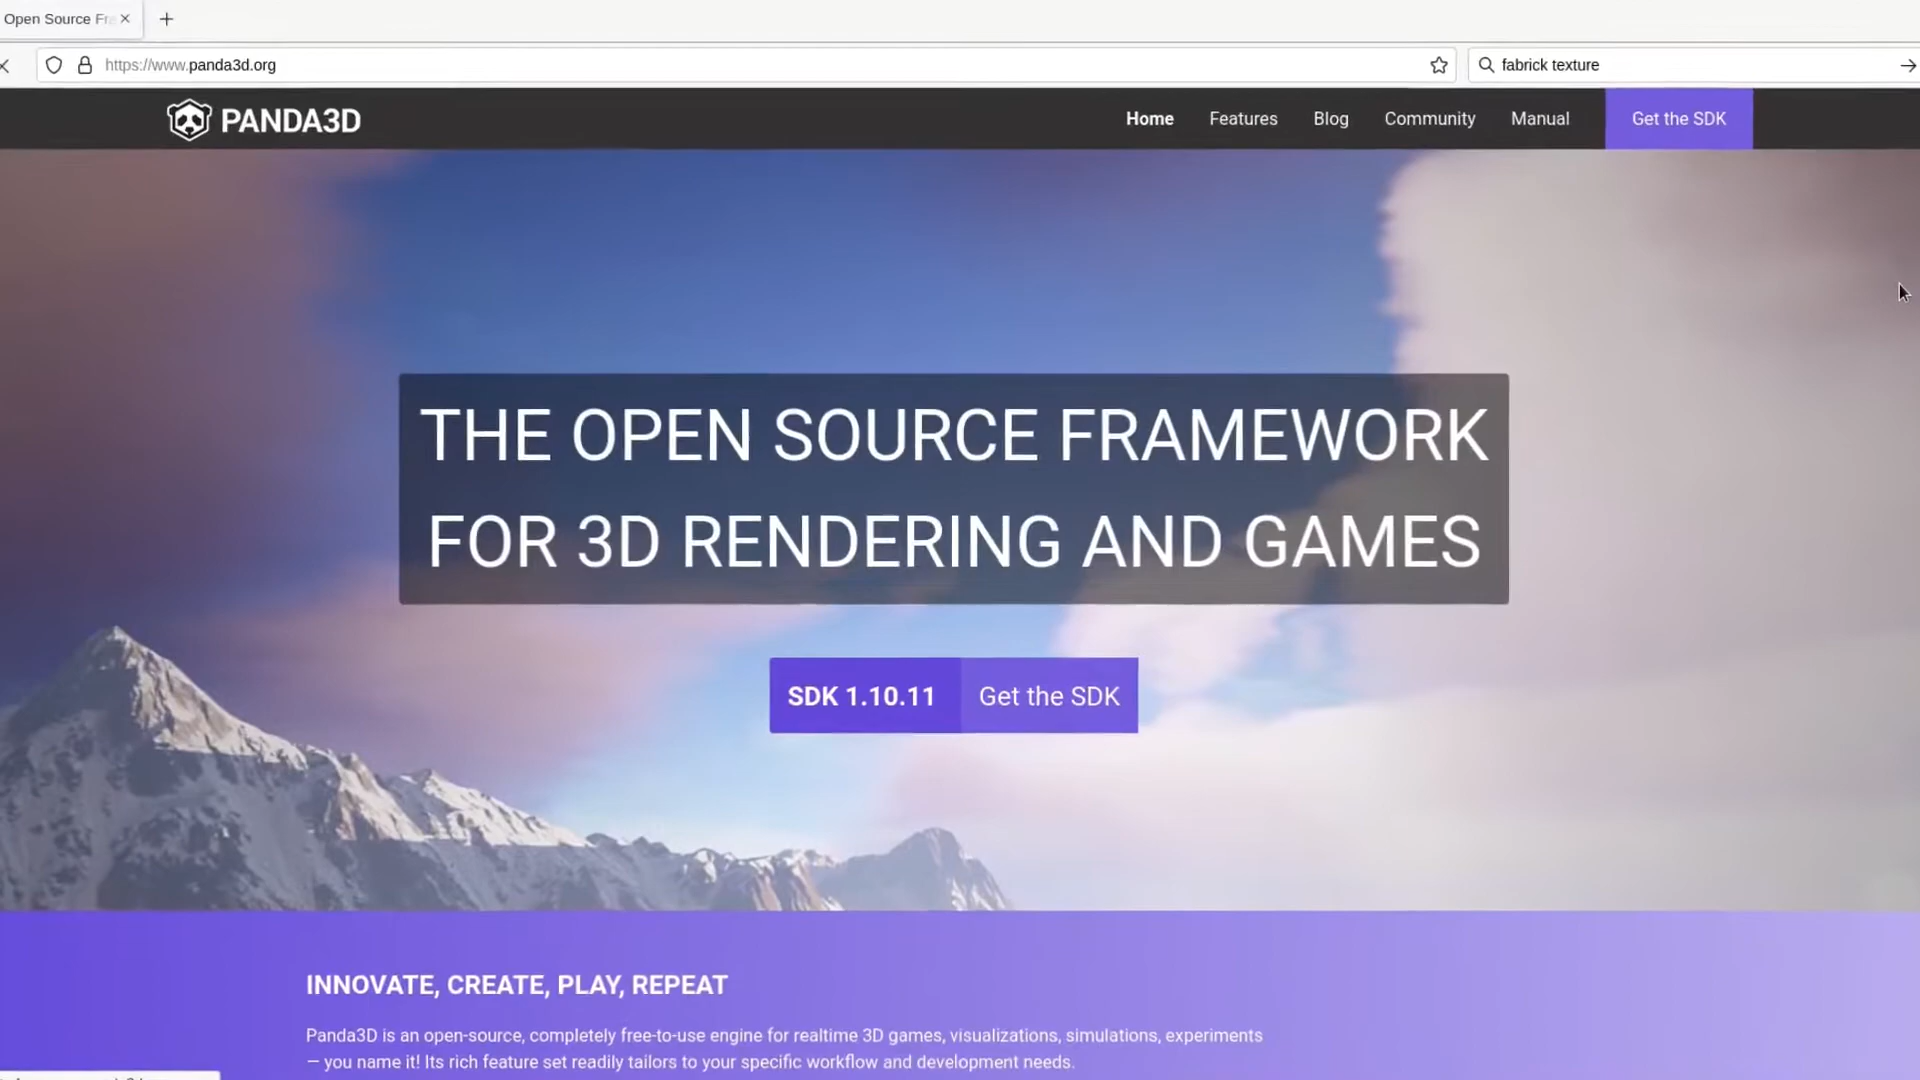 Open Source Fra
https://www.panda3d.org
fabrick texture
PANDA3D
Home Features Blog Community Manual Get the SDK
THE OPEN SOURCE FRAMEWORK
FOR 3D RENDERING AND GAMES
SDK 1.10.11 Get the SDK
INNOVATE, CREATE, PLAY, REPEAT
Panda3D is an open-source, completely free-to-use engine for realtime 3D games, visualizations, simulations, experiments
– you name it! Its rich feature set readily tailors to your specific workflow and development needs.